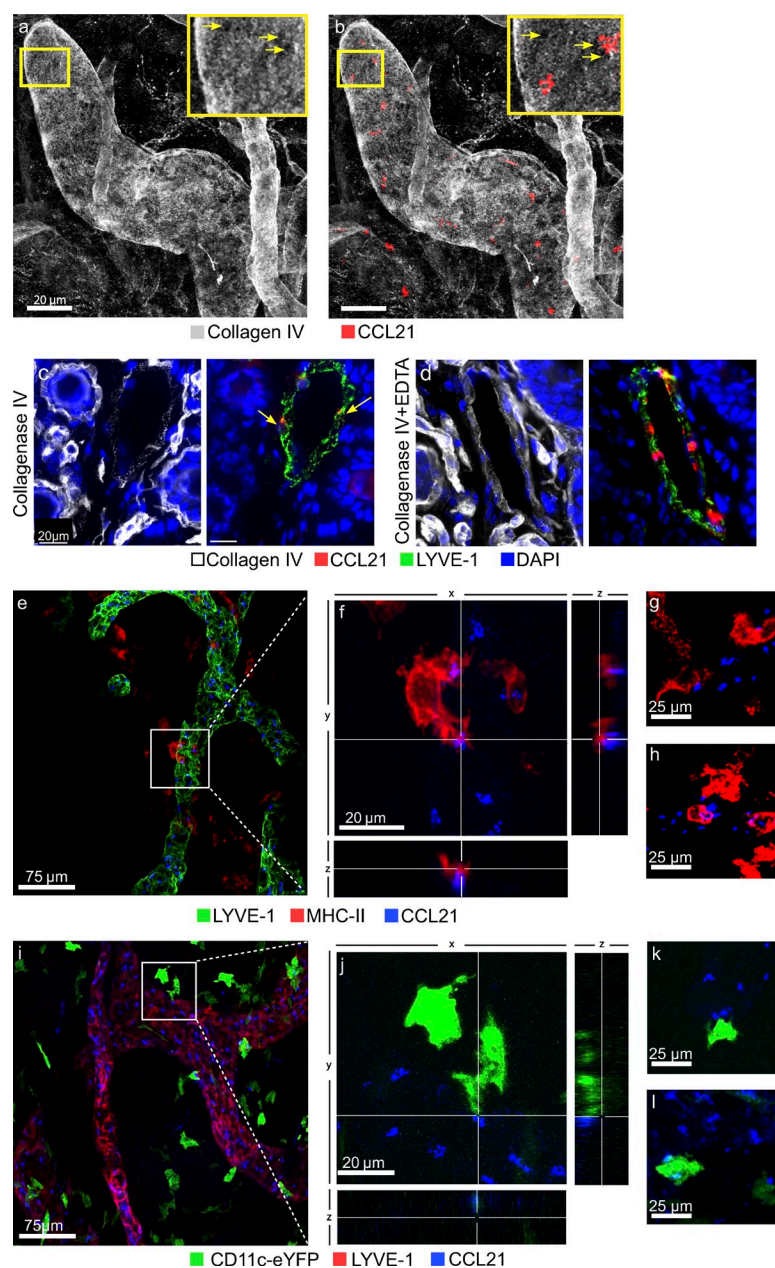 a
b
20 µm
Collagen IV
CCL21
Collagenase IV
c
20µm
Collagenase IV+EDTA
d
Collagen IV
CCL21
LYVE-1
DAPI
e
75 µm
x
z
f
y
20 µm
z
g
25 µm
h
25 µm
LYVE-1
MHC-II
CCL21
i
75µm
x
z
j
y
20 µm
z
k
25 µm
l
25 µm
CD11c-eYFP
LYVE-1
CCL21